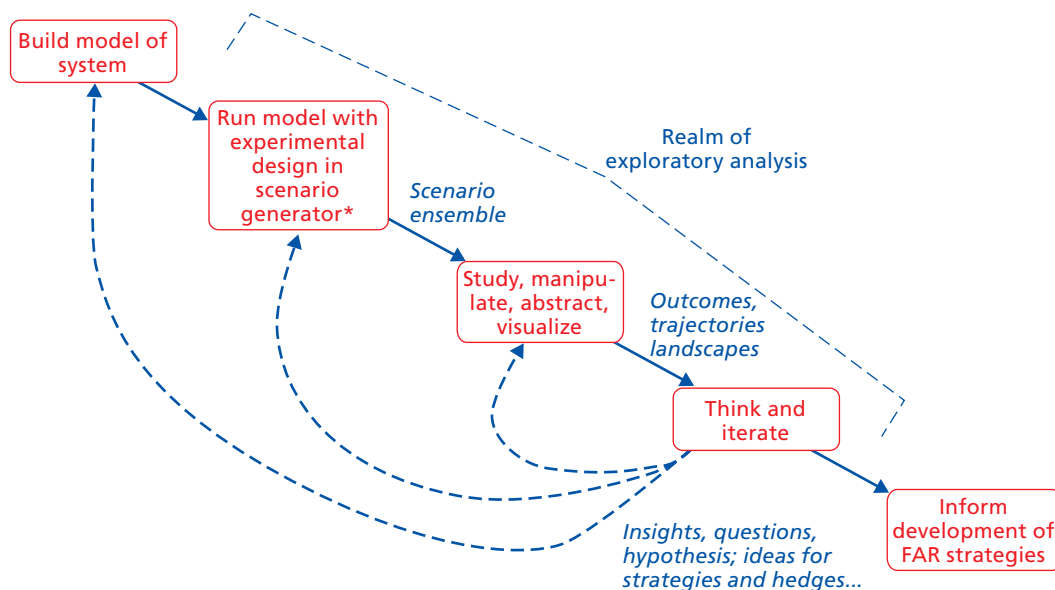 Build model of
system
Run model with
experimental
design in
scenario
generator*
Realm of
exploratory analysis
Scenario
ensemble
Study, manipu-
late, abstract,
visualize
Outcomes,
trajectories
landscapes
Think and
iterate
Insights, questions,
hypothesis; ideas for
strategies and hedges...
Inform
development of
FAR strategies